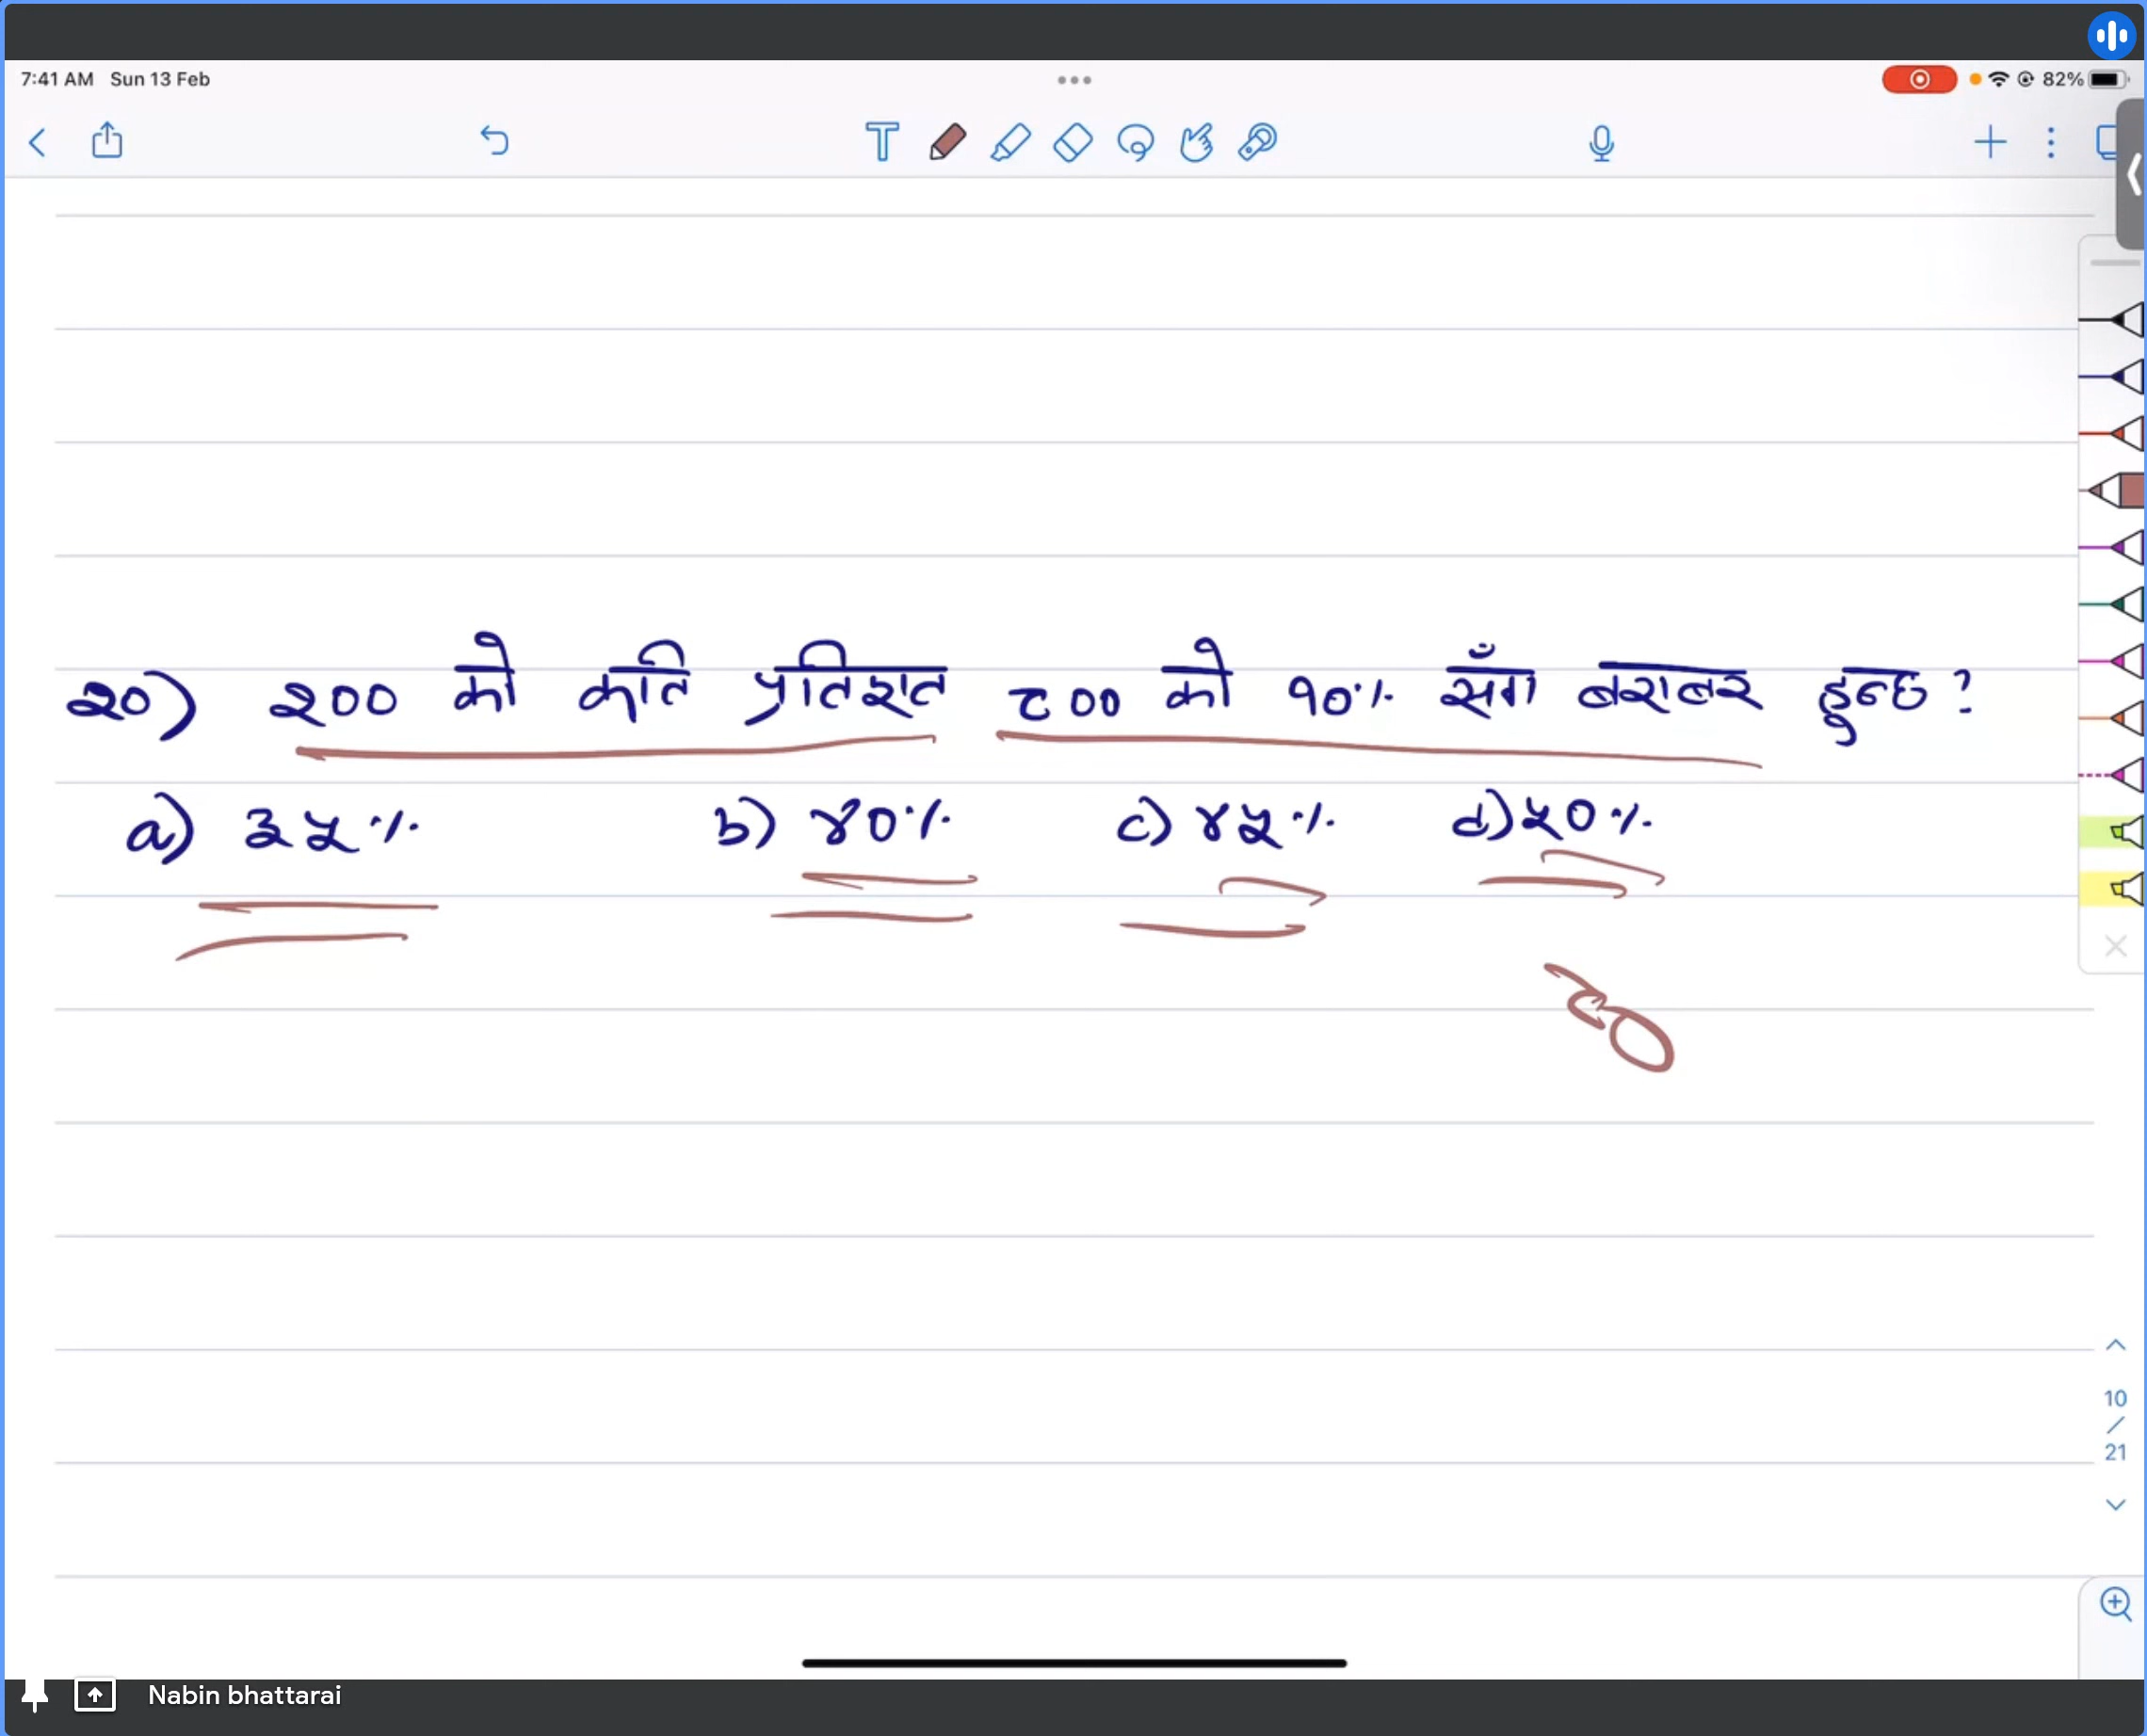 7:41 AM Sun 13 Feb
82%
T
२०) २०० को कति प्रतिशत ८०० को १०% सँग बराबर हुन्छ ?
a) ३५% b) ४०% c) ४५% d) ५०%
10
/
21
Nabin bhattarai